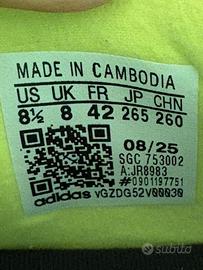 MADE IN CAMBODIA
US UK FR JP CHN
8½ 8 42 265 260
08/25
SGC 753002
A:JR8983
#0901197751
adidas YGZDG52V00030
subito